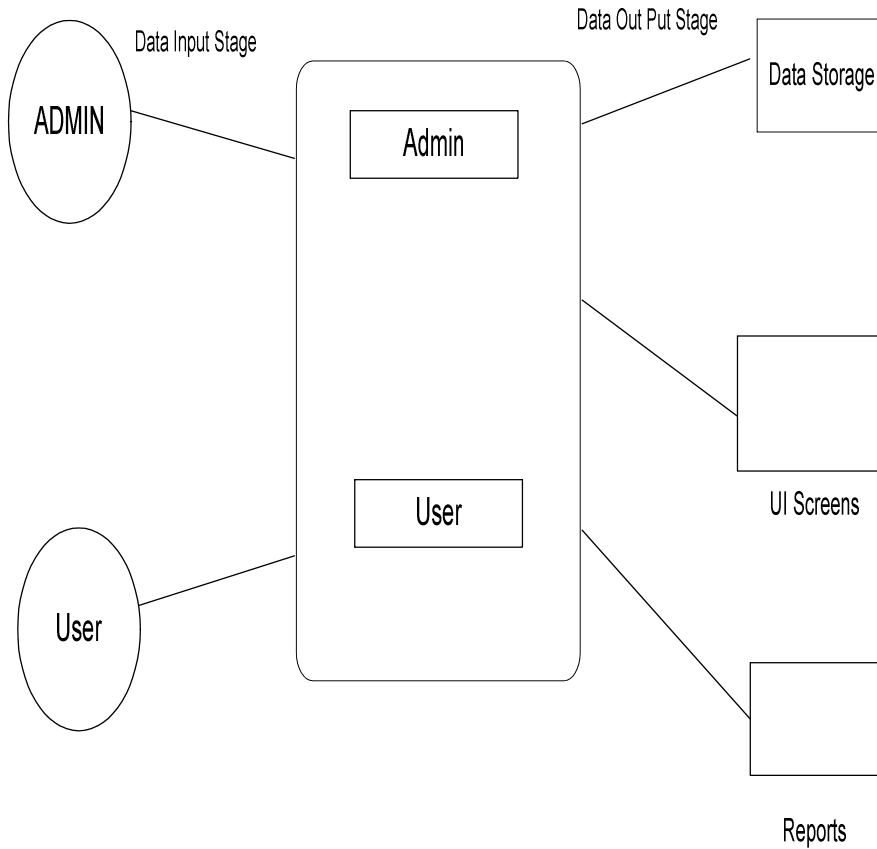 Data Input Stage
Data Out Put Stage
ADMIN
Admin
Data Storage
User
UI Screens
User
Reports